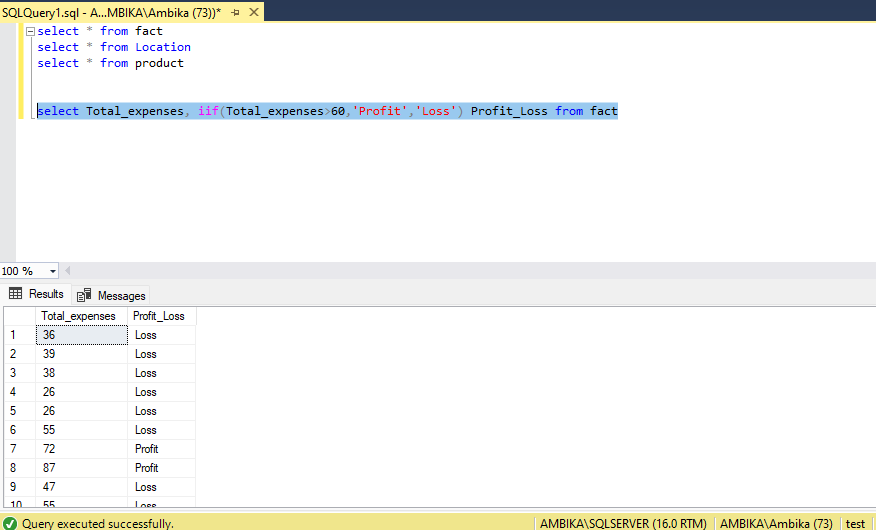 SQLQuery1.sql - A...MBIKA\Ambika (73))*
select * from fact
select * from Location
select * from product
select Total_expenses, iif(Total_expenses>60,'Profit','Loss') Profit_Loss from fact
100 %
Results Messages
Total_expenses Profit_Loss
1 36 Loss
2 39 Loss
3 38 Loss
4 26 Loss
5 26 Loss
6 55 Loss
7 72 Profit
8 87 Profit
9 47 Loss
10 55 Loss
Query executed successfully. AMBIKA\SQLSERVER (16.0 RTM) AMBIKA\Ambika (73) test